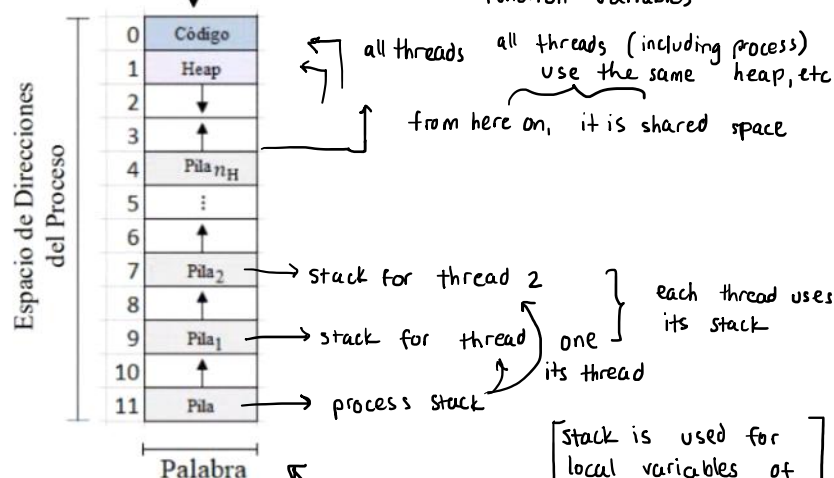 function variables
0 Código
1 Heap
2
3
4 Pila nH
5 ⋮
6
7 Pila2
8
9 Pila1
10
11 Pila
Espacio de Direcciones
del Proceso
Palabra
all threads
all threads (including process)
use the same heap, etc
from here on, it is shared space
stack for thread 2
stack for thread one
its thread
each thread uses
its stack
process stack
stack is used for
local variables of